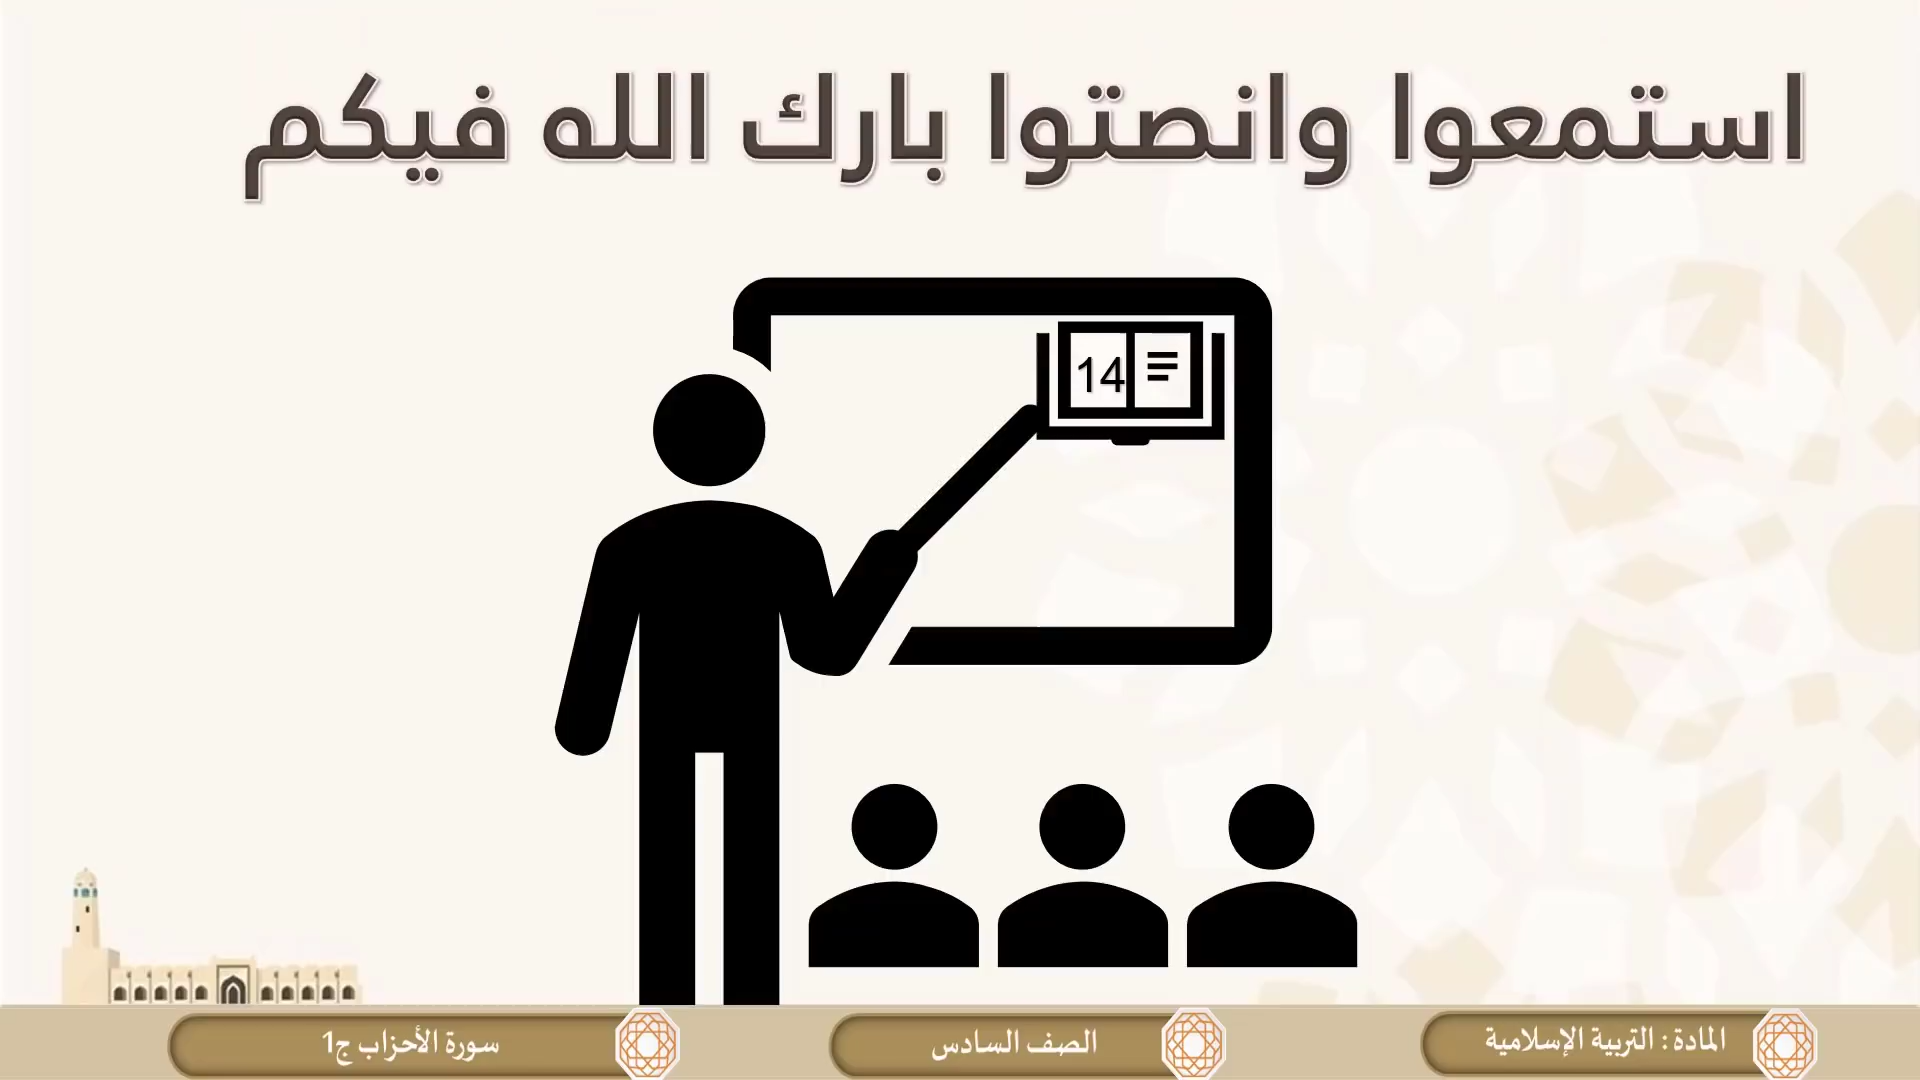 استمعوا وانصتوا بارك الله فيكم
14
المادة : التربية الإسلامية
الصف السادس
سورة الأحزاب ج1